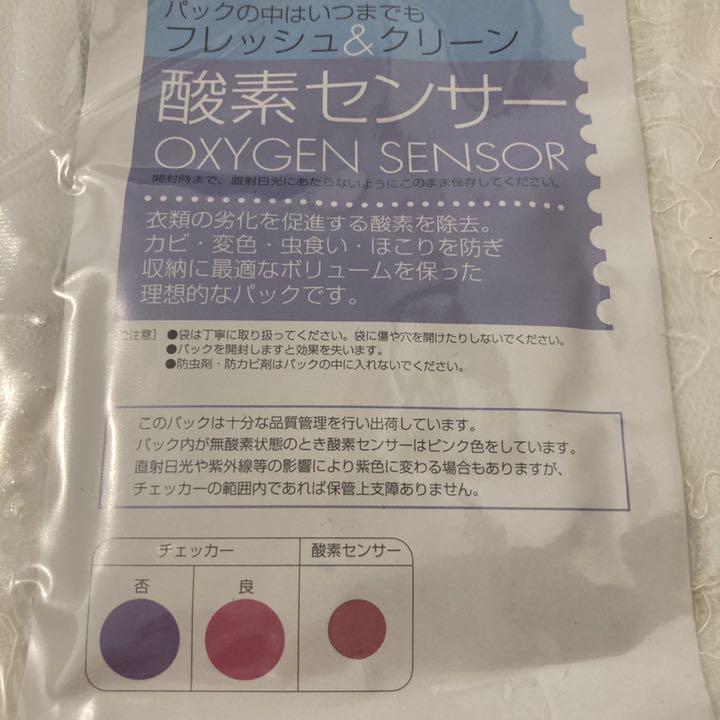 パックの中はいつまでも
フレッシュ&クリーン
酸素センサー
OXYGEN SENSOR
開封時まで、直射日光にあたらないようにこのまま保存してください。
衣類の劣化を促進する酸素を除去。
カビ・変色・虫食い・ほこりを防ぎ
収納に最適なボリュームを保った
理想的なパックです。
ご注意] ●袋は丁寧に取り扱ってください。袋に傷や穴を開けたりしないでください。
●パックを開封しますと効果を失います。
●防虫剤・防カビ剤はパックの中に入れないでください。
このパックは十分な品質管理を行い出荷しています。
パック内が無酸素状態のとき酸素センサーはピンク色をしています。
直射日光や紫外線等の影響により紫色に変わる場合もありますが、
チェッカーの範囲内であれば保管上支障ありません。
チェッカー 酸素センサー
否 良